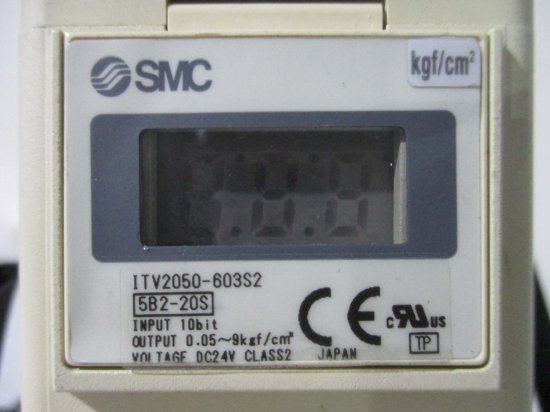 SMC
kgf/cm²
ITV2050-603S2
5B2-20S
INPUT 10bit
OUTPUT 0.05~9kgf/cm²
VOLTAGE DC24V CLASS2
JAPAN
CE
c RU us
TP